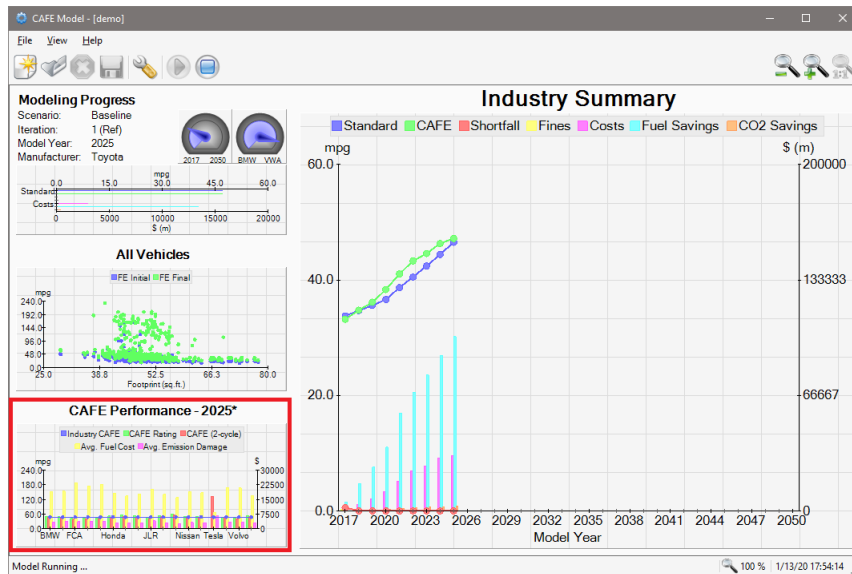 CAFE Model - [demo]
File View Help
Modeling Progress
Scenario: Baseline
Iteration: 1 (Ref)
Model Year: 2025
Manufacturer: Toyota
2017 2050 BMW VWA
mpg
0.0 15.0 30.0 45.0 60.0
Standard
Costs
0 5000 10000 15000 20000
$ (m)
All Vehicles
FE Initial FE Final
mpg
240.0
192.0
144.0
96.0
48.0
0.0
25.0 38.8 52.5 66.3 80.0
Footprint (sq.ft.)
CAFE Performance - 2025*
Industry CAFE CAFE Rating CAFE (2-cycle)
Avg. Fuel Cost Avg. Emission Damage
mpg $
240.0 30000
180.0 22500
120.0 15000
60.0 7500
0.0 0
BMW FCA Honda JLR Nissan Tesla Volvo
Industry Summary
Standard CAFE Shortfall Fines Costs Fuel Savings CO2 Savings
mpg $ (m)
60.0 200000
40.0 133333
20.0 66667
0.0 0
2017 2020 2023 2026 2029 2032 2035 2038 2041 2044 2047 2050
Model Year
Model Running ... 100 % 1/13/20 17:54:14